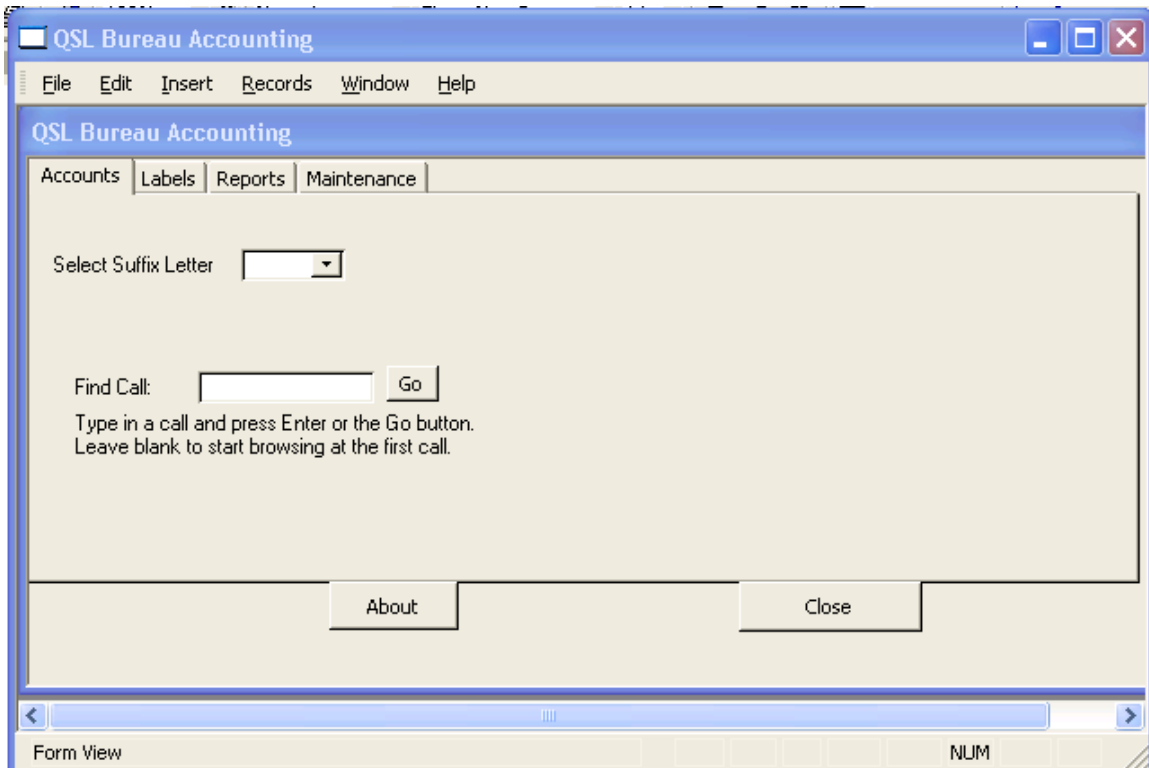 QSL Bureau Accounting
File Edit Insert Records Window Help
QSL Bureau Accounting
Accounts Labels Reports Maintenance
Select Suffix Letter
Find Call: Go
Type in a call and press Enter or the Go button.
Leave blank to start browsing at the first call.
About Close
Form View NUM